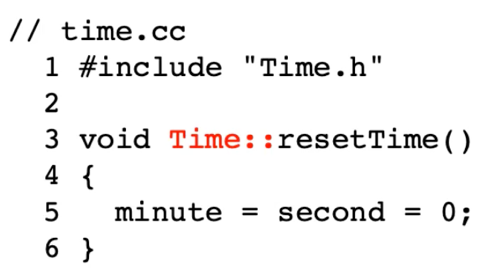 // time.cc
1 #include "Time.h"
2
3 void Time::resetTime()
4 {
5   minute = second = 0;
6 }